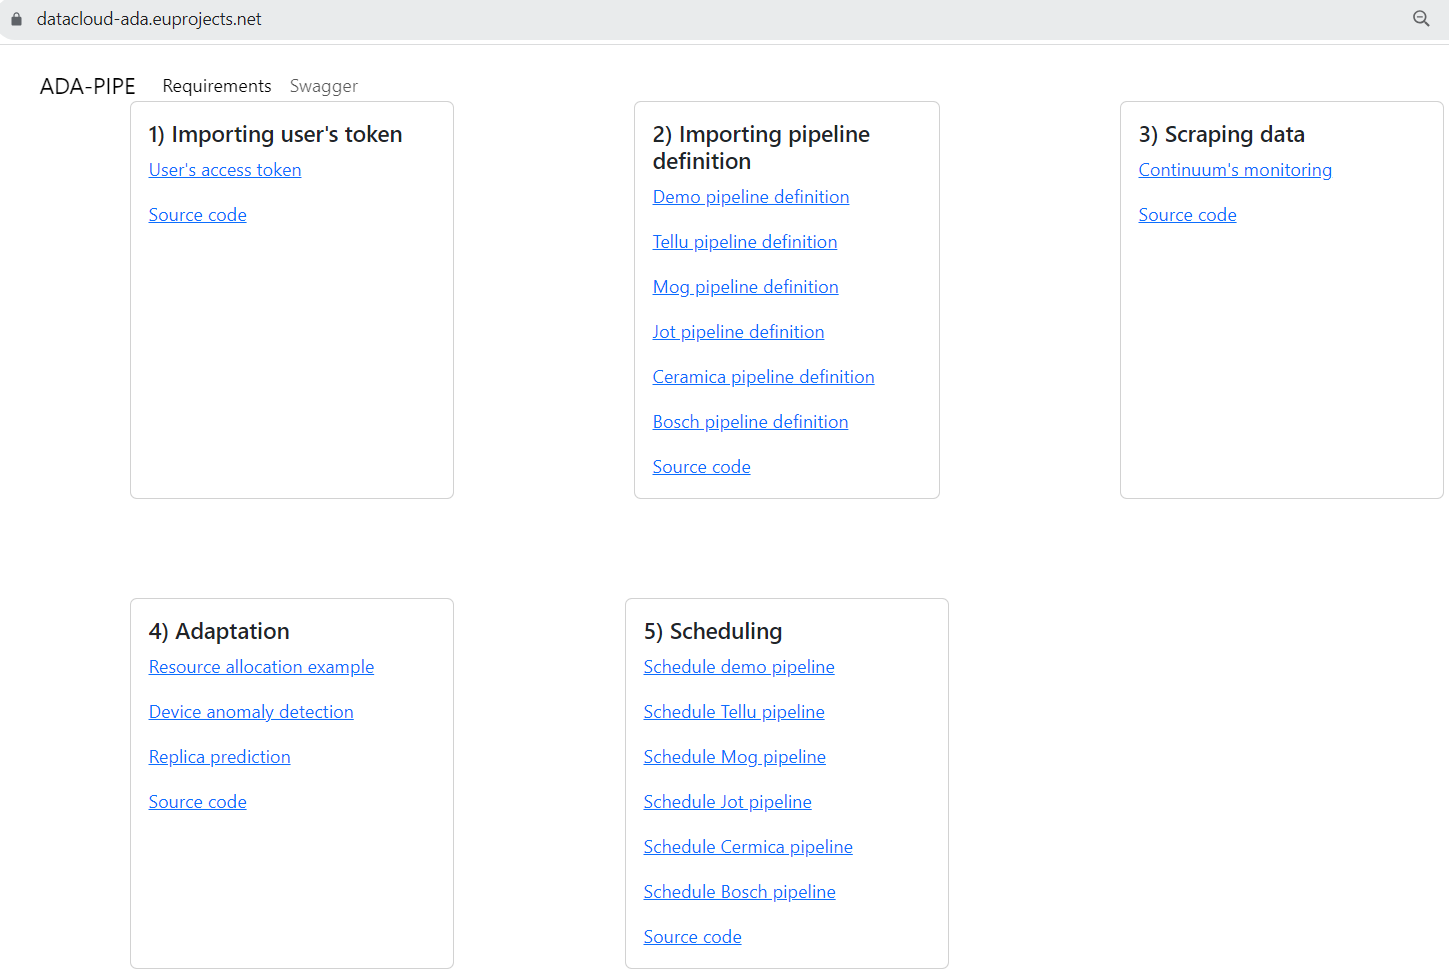 datacloud-ada.euprojects.net
ADA-PIPE Requirements Swagger
1) Importing user's token
User's access token
Source code
2) Importing pipeline
definition
Demo pipeline definition
Tellu pipeline definition
Mog pipeline definition
Jot pipeline definition
Ceramica pipeline definition
Bosch pipeline definition
Source code
3) Scraping data
Continuum's monitoring
Source code
4) Adaptation
Resource allocation example
Device anomaly detection
Replica prediction
Source code
5) Scheduling
Schedule demo pipeline
Schedule Tellu pipeline
Schedule Mog pipeline
Schedule Jot pipeline
Schedule Cermica pipeline
Schedule Bosch pipeline
Source code